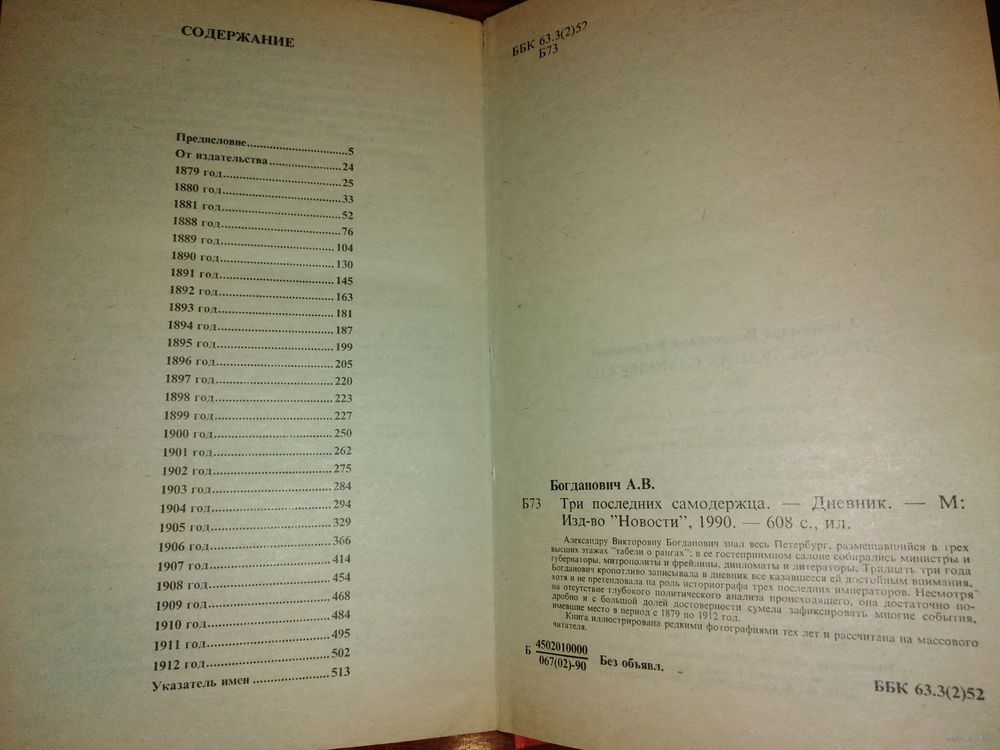 СОДЕРЖАНИЕ
Предисловие..............................5
От издательства........................24
1879 год..............................25
1880 год..............................33
1881 год..............................52
1888 год..............................76
1889 год..............................104
1890 год..............................130
1891 год..............................145
1892 год..............................163
1893 год..............................181
1894 год..............................187
1895 год..............................199
1896 год..............................205
1897 год..............................220
1898 год..............................223
1899 год..............................227
1900 год..............................250
1901 год..............................262
1902 год..............................275
1903 год..............................284
1904 год..............................294
1905 год..............................329
1906 год..............................366
1907 год..............................414
1908 год..............................454
1909 год..............................468
1910 год..............................484
1911 год..............................495
1912 год..............................502
Указатель имен ....................513
ББК 63.3(2)52
Б73
Богданович А.В.
Б73 Три последних самодержца. — Дневник. — М:
Изд-во "Новости", 1990. — 608 с., ил.
Александру Викторовну Богданович знал весь Петербург, размещавшийся в трех
высших этажах "табели о рангах"; в ее гостеприимном салоне собирались министры и
губернаторы, митрополиты и фрейлины, дипломаты и литераторы. Тридцать три года
Богданович кропотливо записывала в дневник все казавшееся ей достойным внимания,
хотя и не претендовала на роль историографа трех последних императоров. Несмотря
на отсутствие глубокого политического анализа происходящего, она достаточно по-
дробно и с большой долей достоверности сумела зафиксировать многие события,
имевшие место в период с 1879 по 1912 год.
Книга иллюстрирована редкими фотографиями тех лет и рассчитана на массового
читателя.
Б 4502010000
067(02)-90 Без объявл.
ББК 63.3(2)52